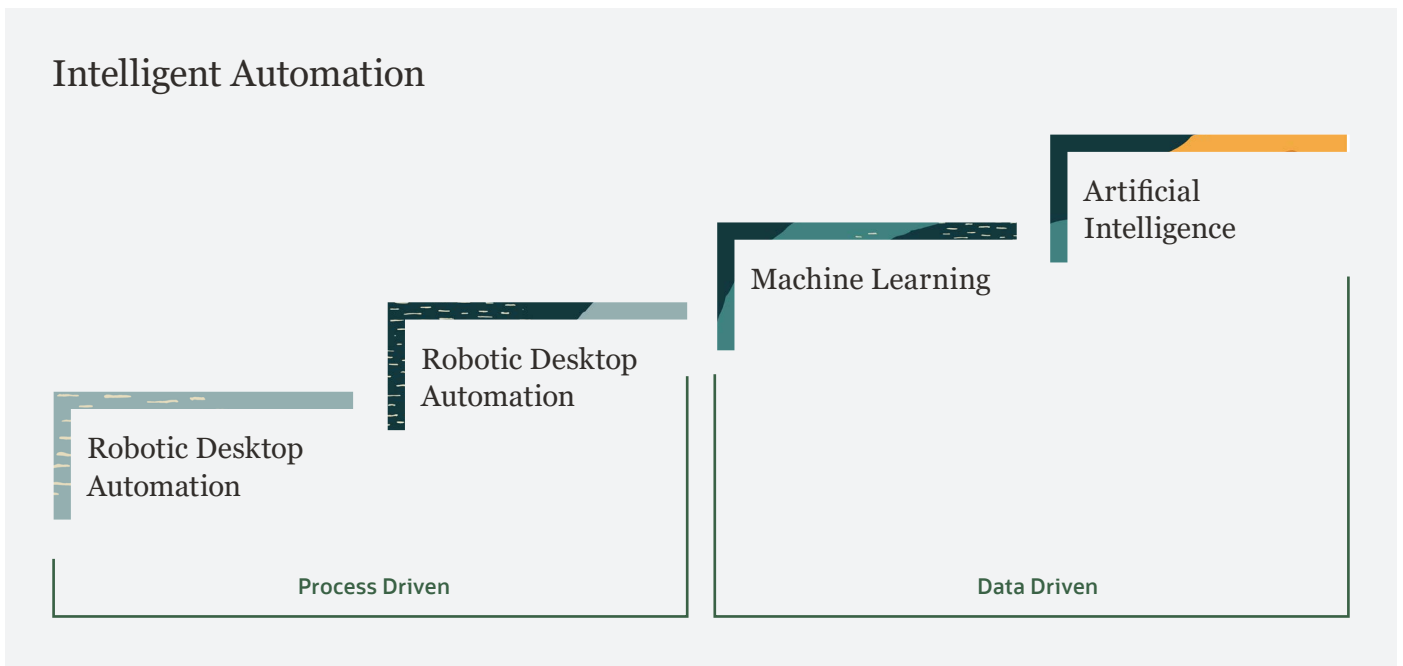 Intelligent Automation
Robotic Desktop
Automation
Robotic Desktop
Automation
Machine Learning
Artificial
Intelligence
Process Driven
Data Driven